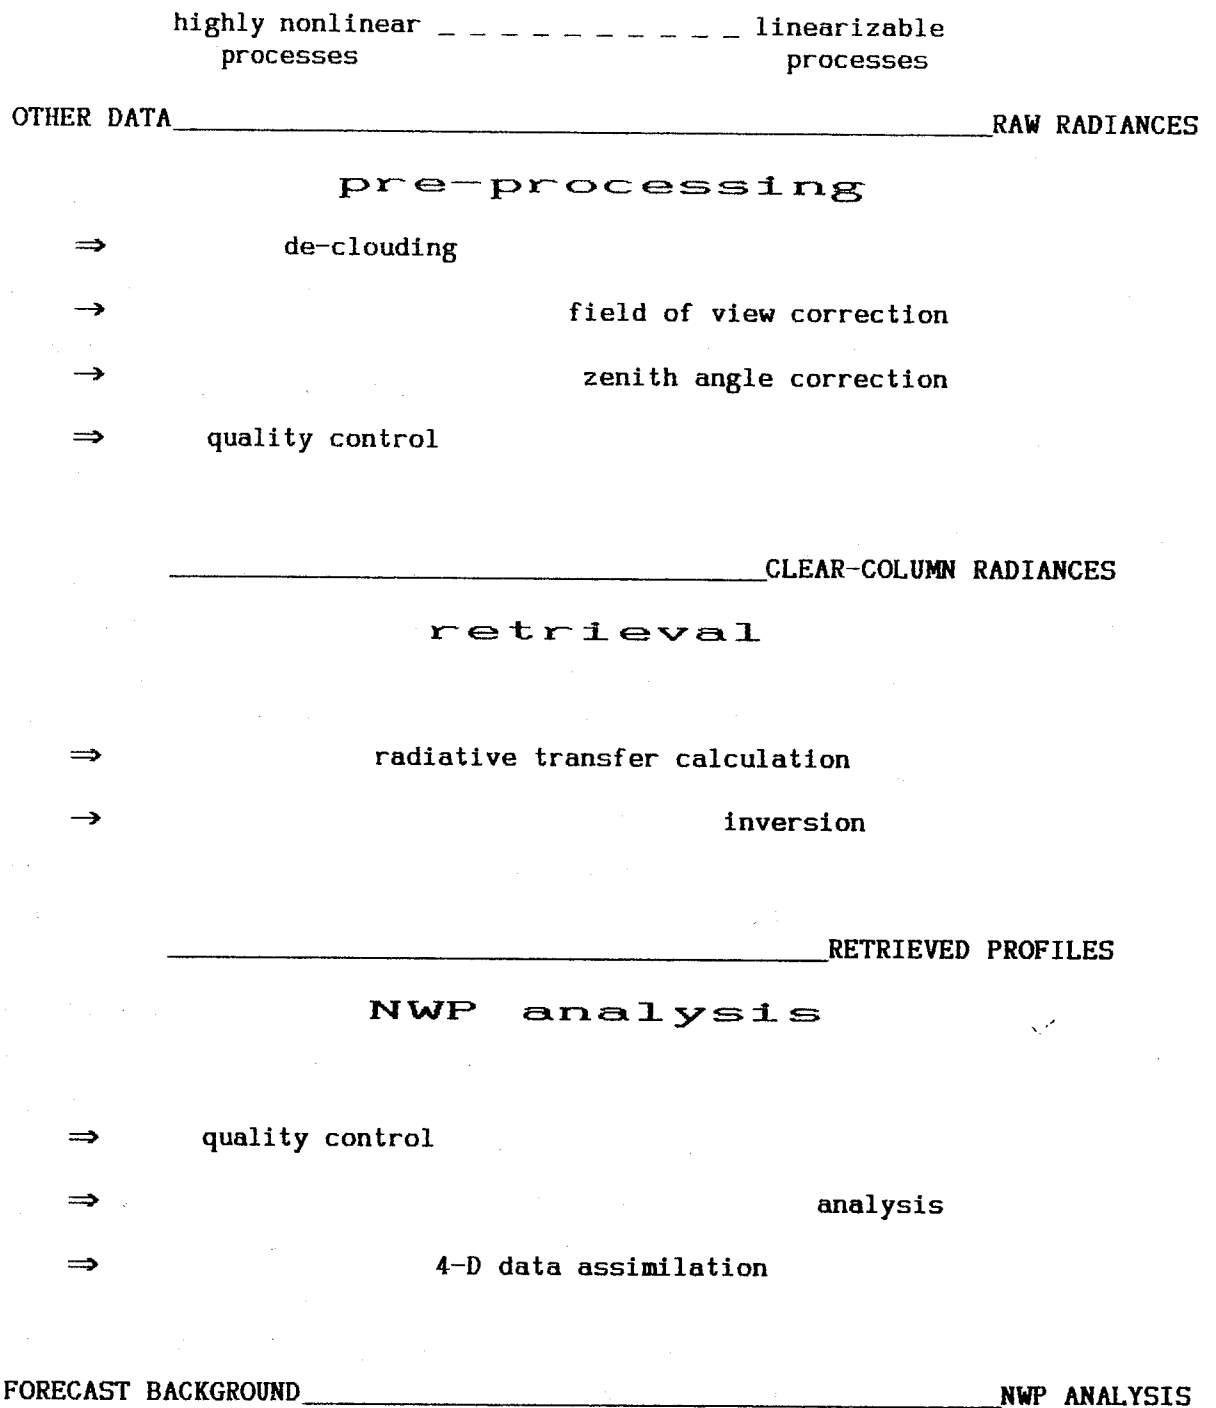 highly nonlinear _ _ _ _ _ _ _ _ _ _ linearizable
processes processes
OTHER DATA RAW RADIANCES
pre-processing
⇒ de-clouding
→ field of view correction
→ zenith angle correction
⇒ quality control
CLEAR-COLUMN RADIANCES
retrieval
⇒ radiative transfer calculation
→ inversion
RETRIEVED PROFILES
NWP analysis
⇒ quality control
⇒ analysis
⇒ 4-D data assimilation
FORECAST BACKGROUND NWP ANALYSIS